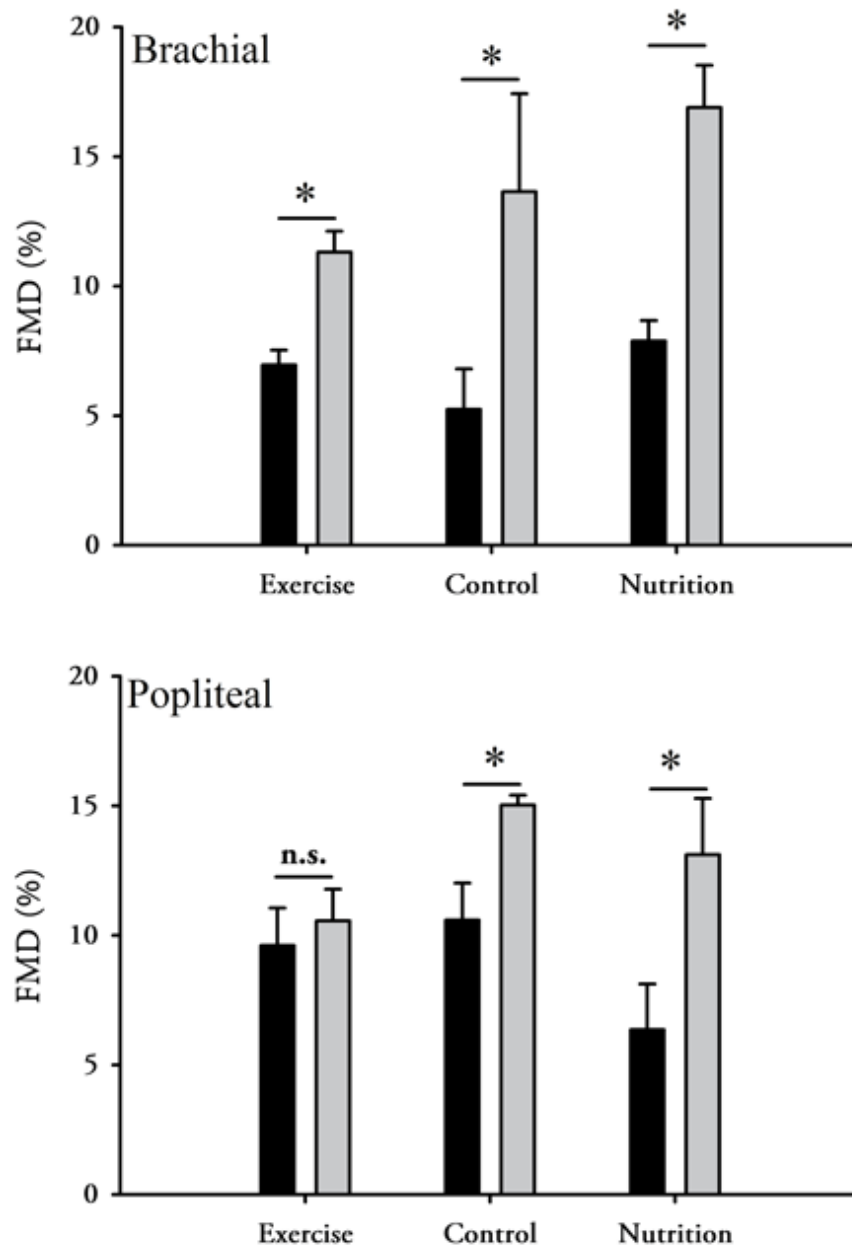 20
Brachial
*
*
*
15
FMD (%)
10
5
0
Exercise
Control
Nutrition
20
Popliteal
*
*
15
n.s.
FMD (%)
10
5
0
Exercise
Control
Nutrition